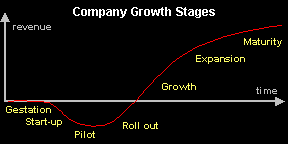 Company Growth Stages
revenue
Maturity
Expansion
Growth
time
Gestation
Start-up
Roll out
Pilot